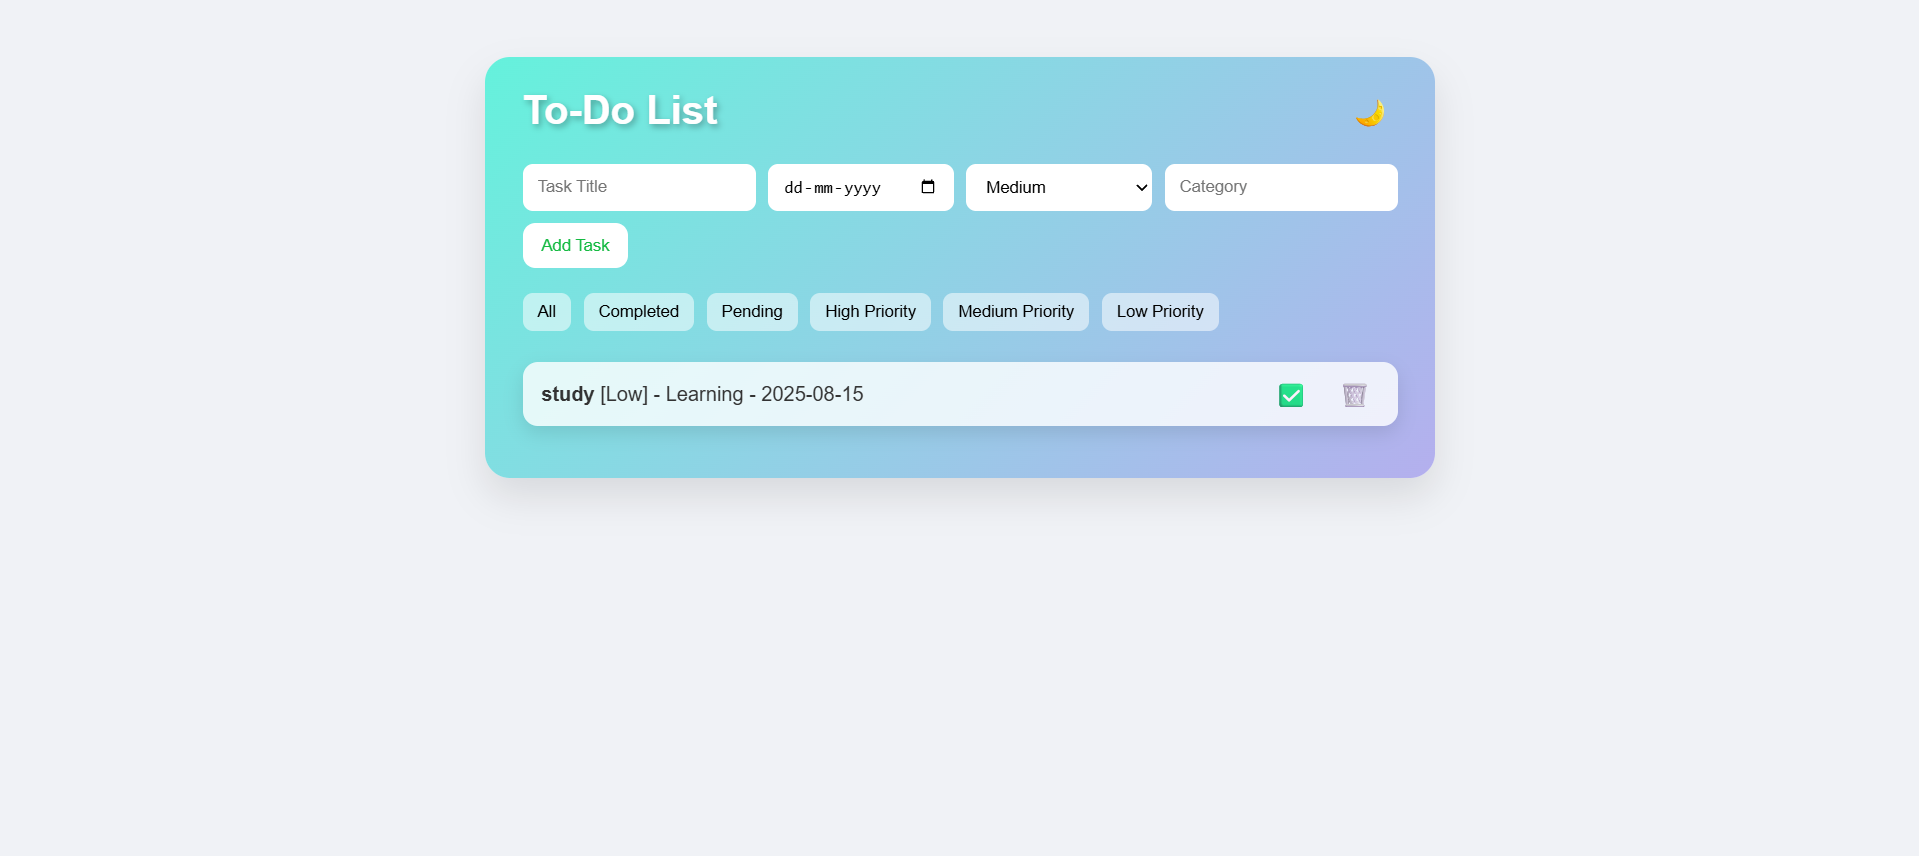 To-Do List
Task Title dd-mm-yyyy Medium Category
Add Task
All Completed Pending High Priority Medium Priority Low Priority
study [Low] - Learning - 2025-08-15